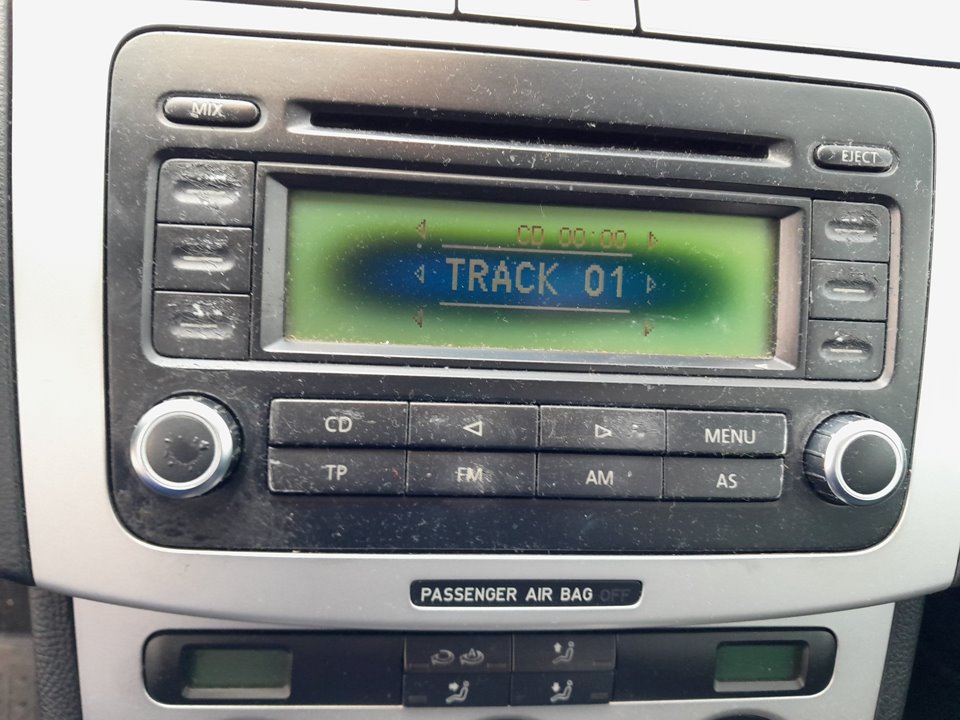 MIX
EJECT
CD 00:00
TRACK 01
CD
MENU
TP
FM
AM
AS
PASSENGER AIR BAG OFF